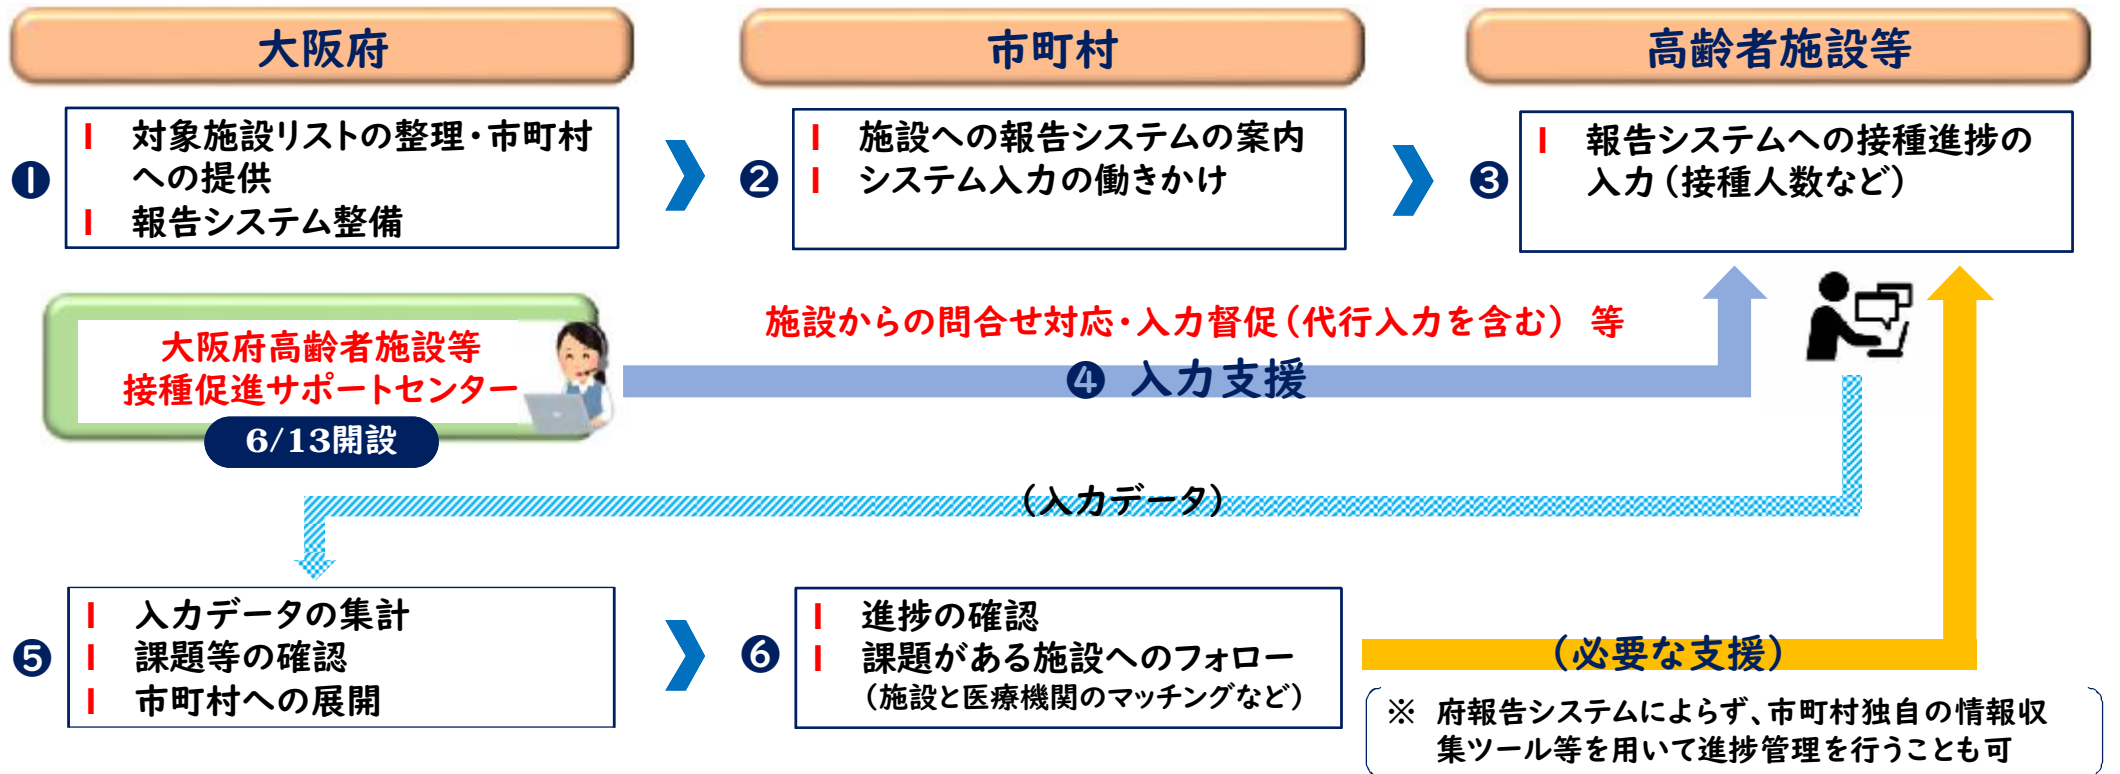 大阪府
市町村
高齢者施設等
❶
対象施設リストの整理・市町村
への提供
報告システム整備
❷
施設への報告システムの案内
システム入力の働きかけ
❸
報告システムへの接種進捗の
入力（接種人数など）
大阪府高齢者施設等
接種促進サポートセンター
6/13開設
施設からの問合せ対応・入力督促（代行入力を含む） 等
❹ 入力支援
（入力データ）
❺
入力データの集計
課題等の確認
市町村への展開
❻
進捗の確認
課題がある施設へのフォロー
（施設と医療機関のマッチングなど）
（必要な支援）
※ 府報告システムによらず、市町村独自の情報収
集ツール等を用いて進捗管理を行うことも可